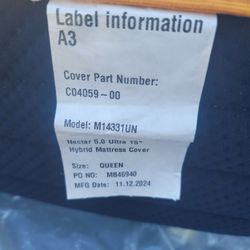 Label information
A3
Cover Part Number:
C04059-00
Model: M14331UN
Nectar 5.0 Ultra 15"
Hybrid Mattress Cover
Size: QUEEN
PO NO: MB46940
MFG Date: 11.12.2024